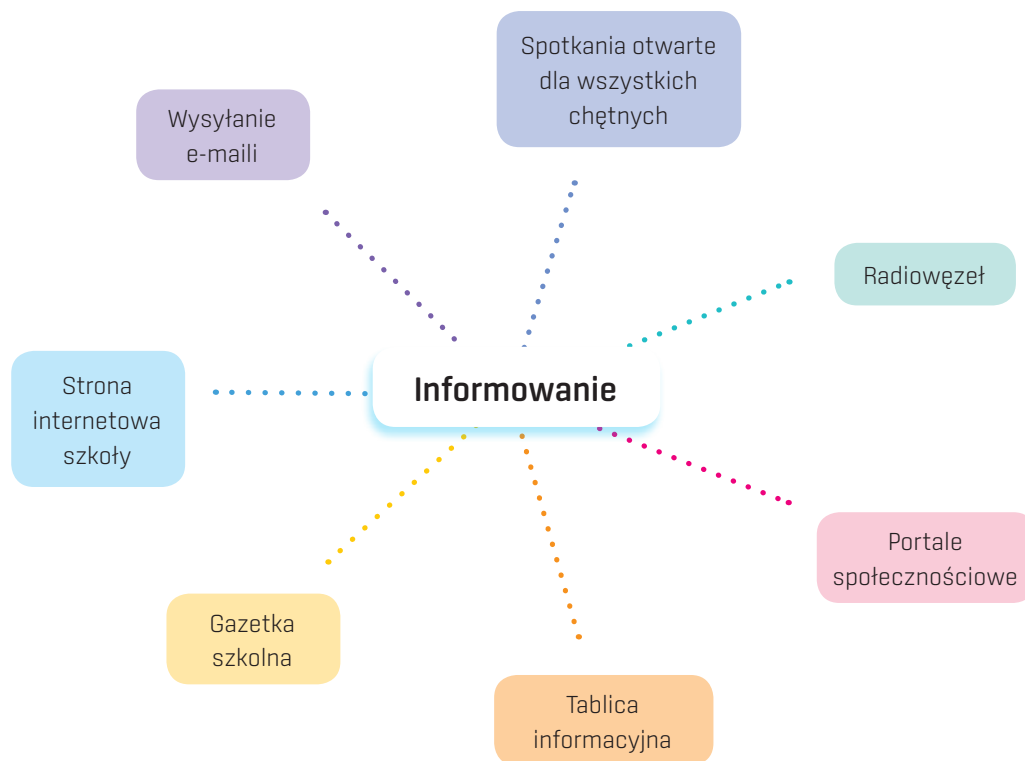 Spotkania otwarte
dla wszystkich
chętnych
Wysyłanie
e-maili
Radiowęzeł
Informowanie
Strona
internetowa
szkoły
Portale
społecznościowe
Gazetka
szkolna
Tablica
informacyjna